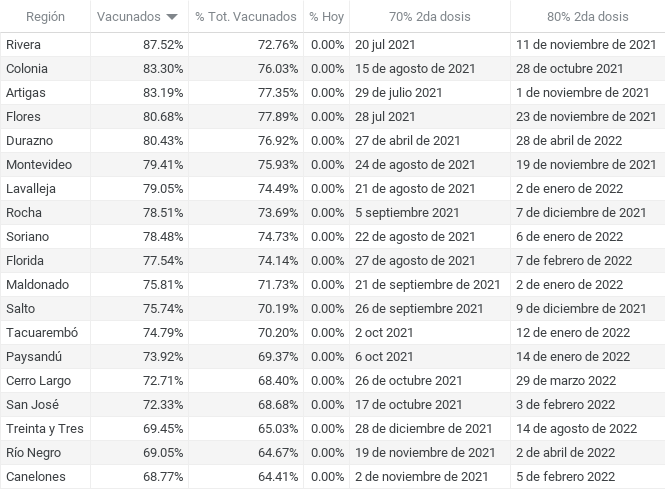 Región Vacunados % Tot. Vacunados % Hoy 70% 2da dosis 80% 2da dosis
Rivera 87.52% 72.76% 0.00% 20 jul 2021 11 de noviembre de 2021
Colonia 83.30% 76.03% 0.00% 15 de agosto de 2021 28 de octubre 2021
Artigas 83.19% 77.35% 0.00% 29 de julio 2021 1 de noviembre de 2021
Flores 80.68% 77.89% 0.00% 28 jul 2021 23 de noviembre de 2021
Durazno 80.43% 76.92% 0.00% 27 de abril de 2021 28 de abril de 2022
Montevideo 79.41% 75.93% 0.00% 24 de agosto de 2021 19 de noviembre de 2021
Lavalleja 79.05% 74.49% 0.00% 21 de agosto de 2021 2 de enero de 2022
Rocha 78.51% 73.69% 0.00% 5 septiembre 2021 7 de diciembre de 2021
Soriano 78.48% 74.73% 0.00% 22 de agosto de 2021 6 de enero de 2022
Florida 77.54% 74.14% 0.00% 27 de agosto de 2021 7 de febrero de 2022
Maldonado 75.81% 71.73% 0.00% 21 de septiembre de 2021 2 de enero de 2022
Salto 75.74% 70.19% 0.00% 26 de septiembre 2021 9 de diciembre de 2021
Tacuarembó 74.79% 70.20% 0.00% 2 oct 2021 12 de enero de 2022
Paysandú 73.92% 69.37% 0.00% 6 oct 2021 14 de enero de 2022
Cerro Largo 72.71% 68.40% 0.00% 26 de octubre 2021 29 de marzo 2022
San José 72.33% 68.68% 0.00% 17 de octubre 2021 3 de febrero 2022
Treinta y Tres 69.45% 65.03% 0.00% 28 de diciembre de 2021 14 de agosto de 2022
Río Negro 69.05% 64.67% 0.00% 19 de noviembre de 2021 2 de abril de 2022
Canelones 68.77% 64.41% 0.00% 2 de noviembre de 2021 5 de febrero 2022